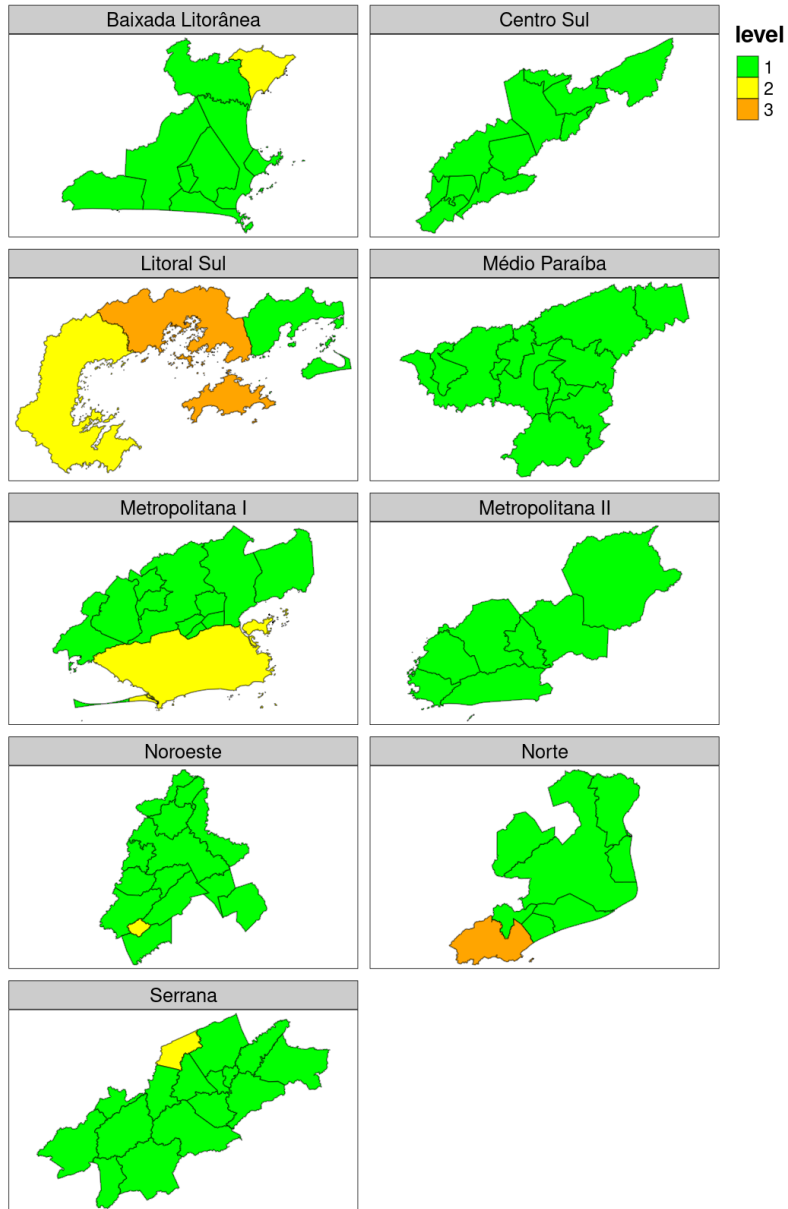 Baixada Litorânea
Centro Sul
level
1
2
3
Litoral Sul
Médio Paraíba
Metropolitana I
Metropolitana II
Noroeste
Norte
Serrana